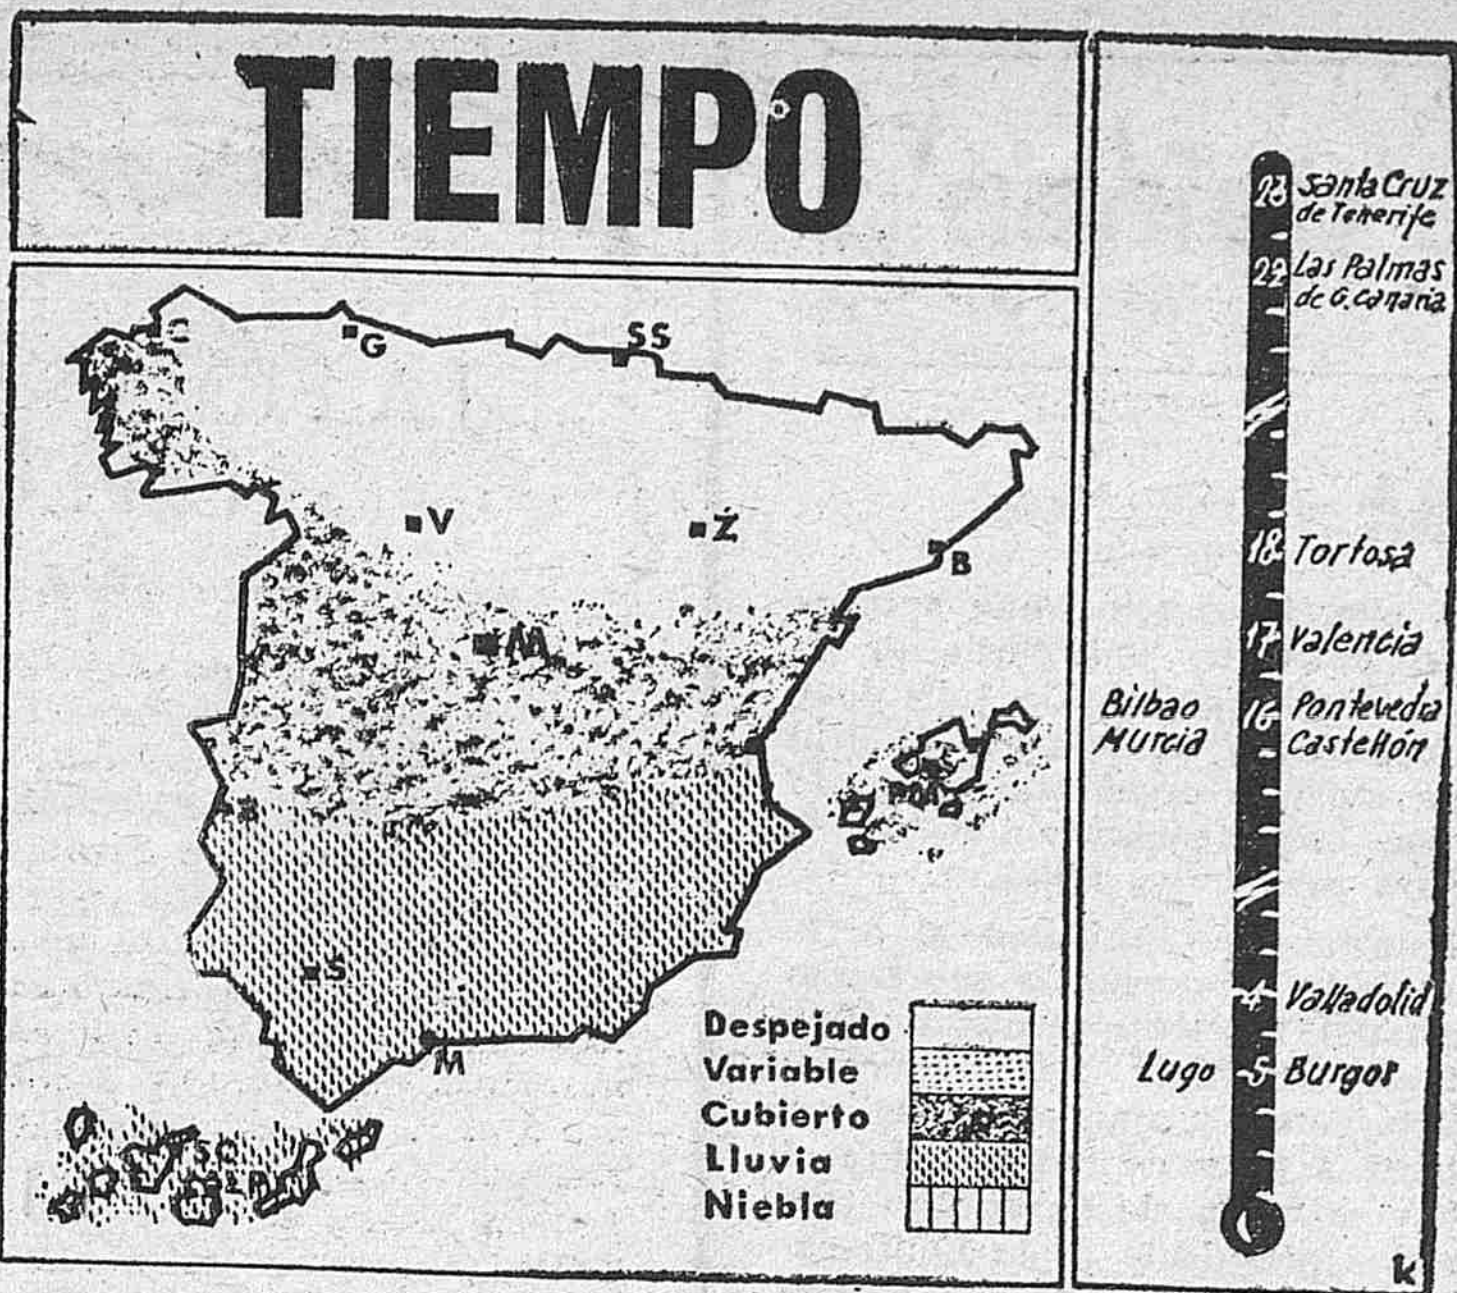 TIEMPO
C
G
SS
V
Z
B
M
S
M
SC
Despejado
Variable
Cubierto
Lluvia
Niebla
23 Santa Cruz
de Tenerife
22 Las Palmas
de G. Canaria
18 Tortosa
17 Valencia
Bilbao 16 Pontevedra
Murcia Castellón
4 Valladolid
Lugo 5 Burgos
k